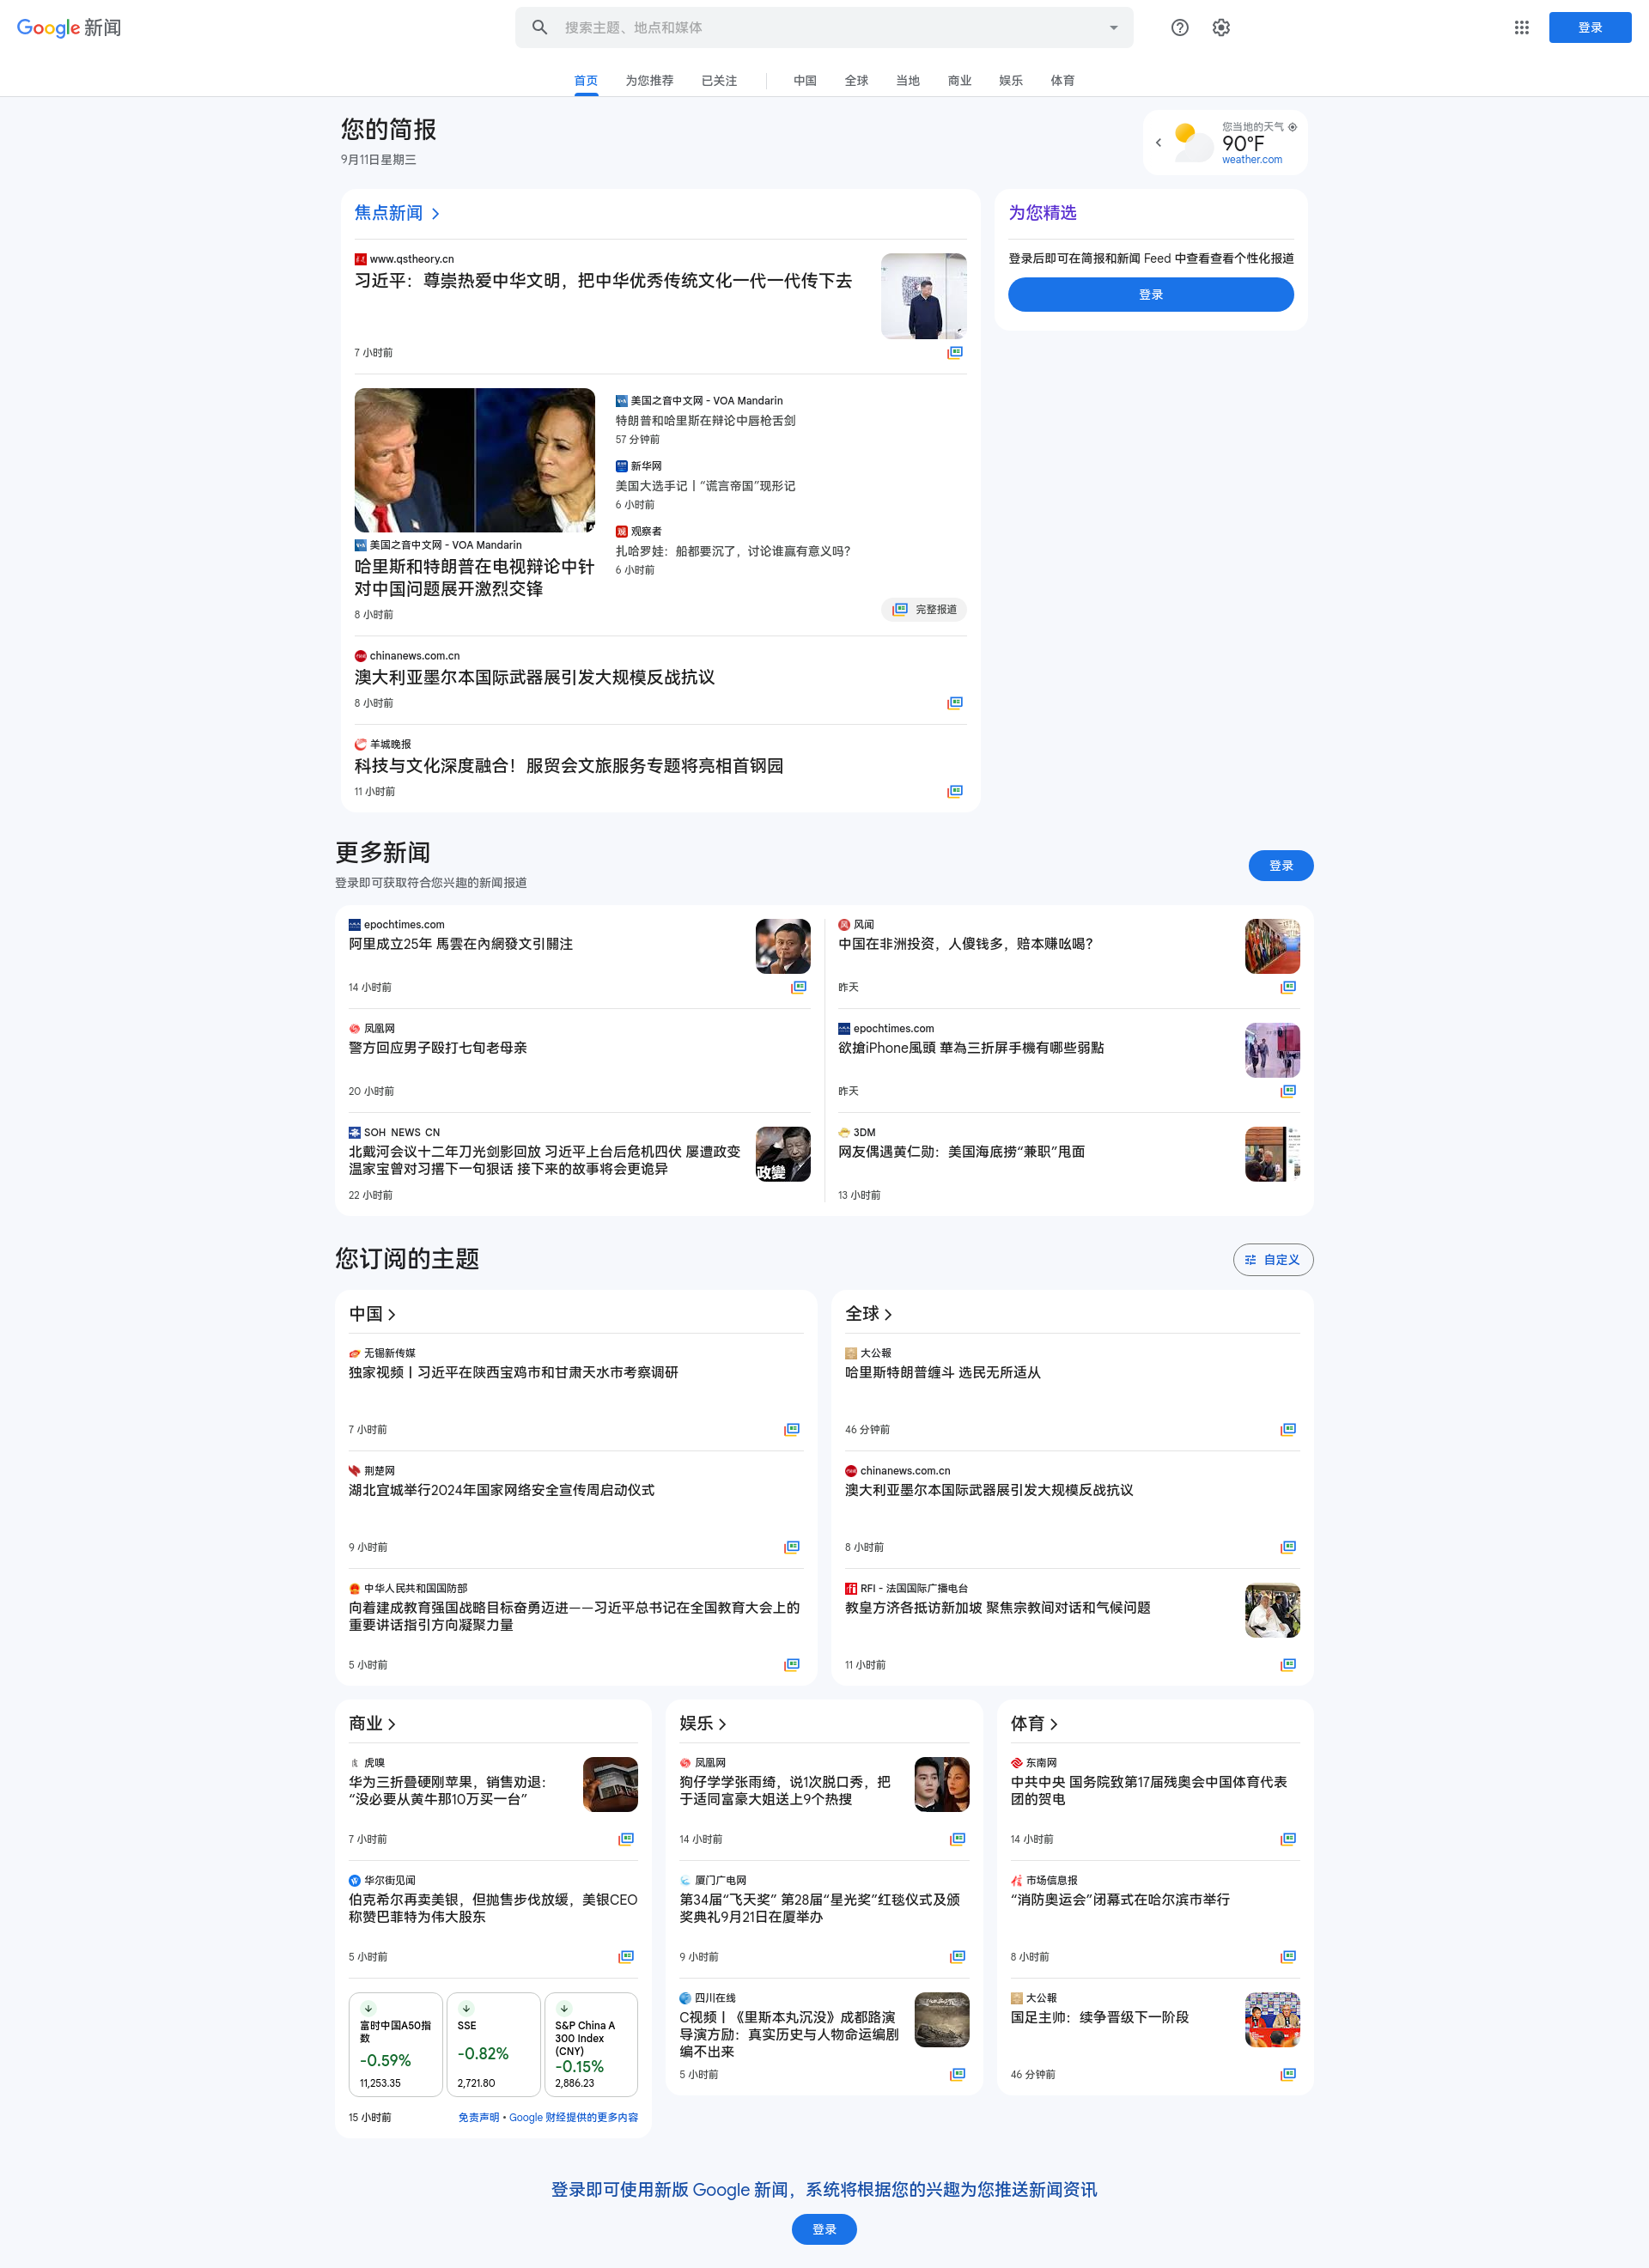 Google 新闻
搜索主题、地点和媒体
登录
首页
为您推荐
已关注
中国
全球
当地
商业
娱乐
体育
您的简报
9月11日星期三
您当地的天气
90°F
weather.com
焦点新闻
www.qstheory.cn
习近平：尊崇热爱中华文明，把中华优秀传统文化一代一代传下去
7 小时前
美国之音中文网 - VOA Mandarin
哈里斯和特朗普在电视辩论中针
对中国问题展开激烈交锋
8 小时前
美国之音中文网 - VOA Mandarin
特朗普和哈里斯在辩论中唇枪舌剑
57 分钟前
新华网
美国大选手记丨“谎言帝国”现形记
6 小时前
观察者
扎哈罗娃：船都要沉了，讨论谁赢有意义吗？
6 小时前
完整报道
chinanews.com.cn
澳大利亚墨尔本国际武器展引发大规模反战抗议
8 小时前
羊城晚报
科技与文化深度融合！服贸会文旅服务专题将亮相首钢园
11 小时前
为您精选
登录后即可在简报和新闻 Feed 中查看查看个性化报道
登录
更多新闻
登录即可获取符合您兴趣的新闻报道
登录
epochtimes.com
阿里成立25年 馬雲在內網發文引關注
14 小时前
凤凰网
警方回应男子殴打七旬老母亲
20 小时前
SOH NEWS CN
北戴河会议十二年刀光剑影回放 习近平上台后危机四伏 屡遭政变
温家宝曾对习撂下一句狠话 接下来的故事将会更诡异
政變
22 小时前
风闻
中国在非洲投资，人傻钱多，赔本赚吆喝？
昨天
epochtimes.com
欲搶iPhone風頭 華為三折屏手機有哪些弱點
昨天
3DM
网友偶遇黄仁勋：美国海底捞“兼职”甩面
13 小时前
您订阅的主题
自定义
中国
无锡新传媒
独家视频丨习近平在陕西宝鸡市和甘肃天水市考察调研
7 小时前
荆楚网
湖北宜城举行2024年国家网络安全宣传周启动仪式
9 小时前
中华人民共和国国防部
向着建成教育强国战略目标奋勇迈进——习近平总书记在全国教育大会上的
重要讲话指引方向凝聚力量
5 小时前
全球
大公報
哈里斯特朗普缠斗 选民无所适从
46 分钟前
chinanews.com.cn
澳大利亚墨尔本国际武器展引发大规模反战抗议
8 小时前
RFI - 法国国际广播电台
教皇方济各抵访新加坡 聚焦宗教间对话和气候问题
11 小时前
商业
虎嗅
华为三折叠硬刚苹果，销售劝退：
“没必要从黄牛那10万买一台”
7 小时前
华尔街见闻
伯克希尔再卖美银，但抛售步伐放缓，美银CEO
称赞巴菲特为伟大股东
5 小时前
富时中国A50指
数
-0.59%
11,253.35
SSE
-0.82%
2,721.80
S&P China A
300 Index
(CNY)
-0.15%
2,886.23
15 小时前
免责声明 • Google 财经提供的更多内容
娱乐
凤凰网
狗仔学学张雨绮，说1次脱口秀，把
于适同富豪大姐送上9个热搜
14 小时前
厦门广电网
第34届“飞天奖” 第28届“星光奖”红毯仪式及颁
奖典礼9月21日在厦举办
9 小时前
四川在线
C视频丨《里斯本丸沉没》成都路演
导演方励：真实历史与人物命运编剧
编不出来
5 小时前
体育
东南网
中共中央 国务院致第17届残奥会中国体育代表
团的贺电
14 小时前
市场信息报
“消防奥运会”闭幕式在哈尔滨市举行
8 小时前
大公報
国足主帅：续争晋级下一阶段
46 分钟前
登录即可使用新版 Google 新闻，系统将根据您的兴趣为您推送新闻资讯
登录